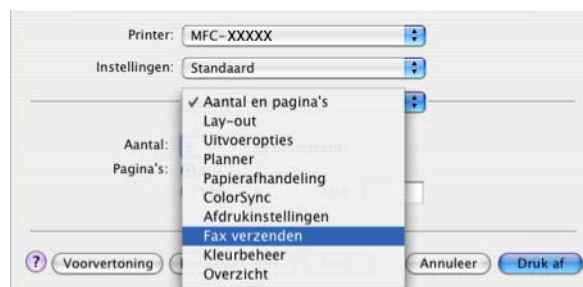 Printer: MFC-XXXXX
Instellingen: Standaard
✓ Aantal en pagina's
Lay-out
Uitvoeropties
Aantal:
Planner
Pagina's:
Papierafhandeling
ColorSync
Afdrukinstellingen
Fax verzenden
Kleurbeheer
Overzicht
? Voorvertoning Annuleer Druk af